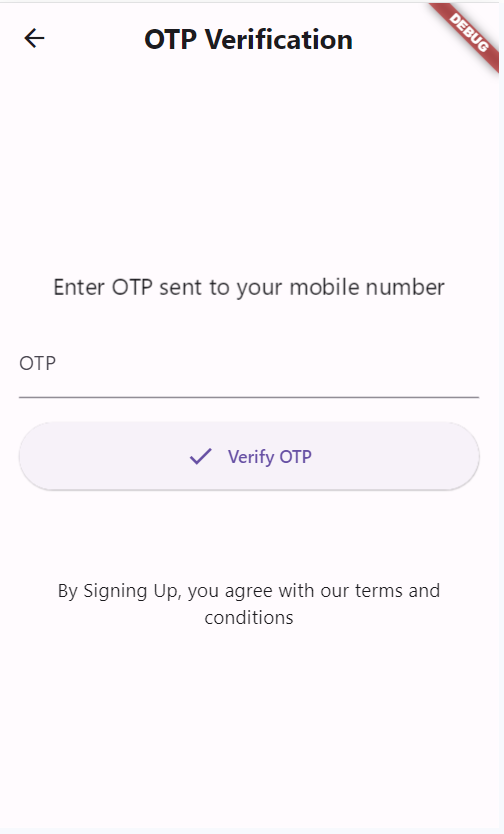 OTP Verification
DEBUG
Enter OTP sent to your mobile number
OTP
Verify OTP
By Signing Up, you agree with our terms and
conditions